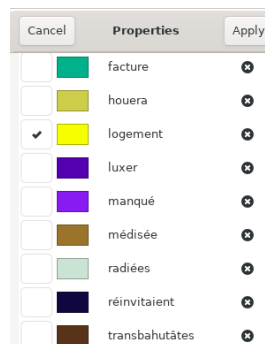 Cancel Properties Apply
facture
houera
logement
luxer
manqué
médisée
radiées
réinvitaient
transbahutâtes